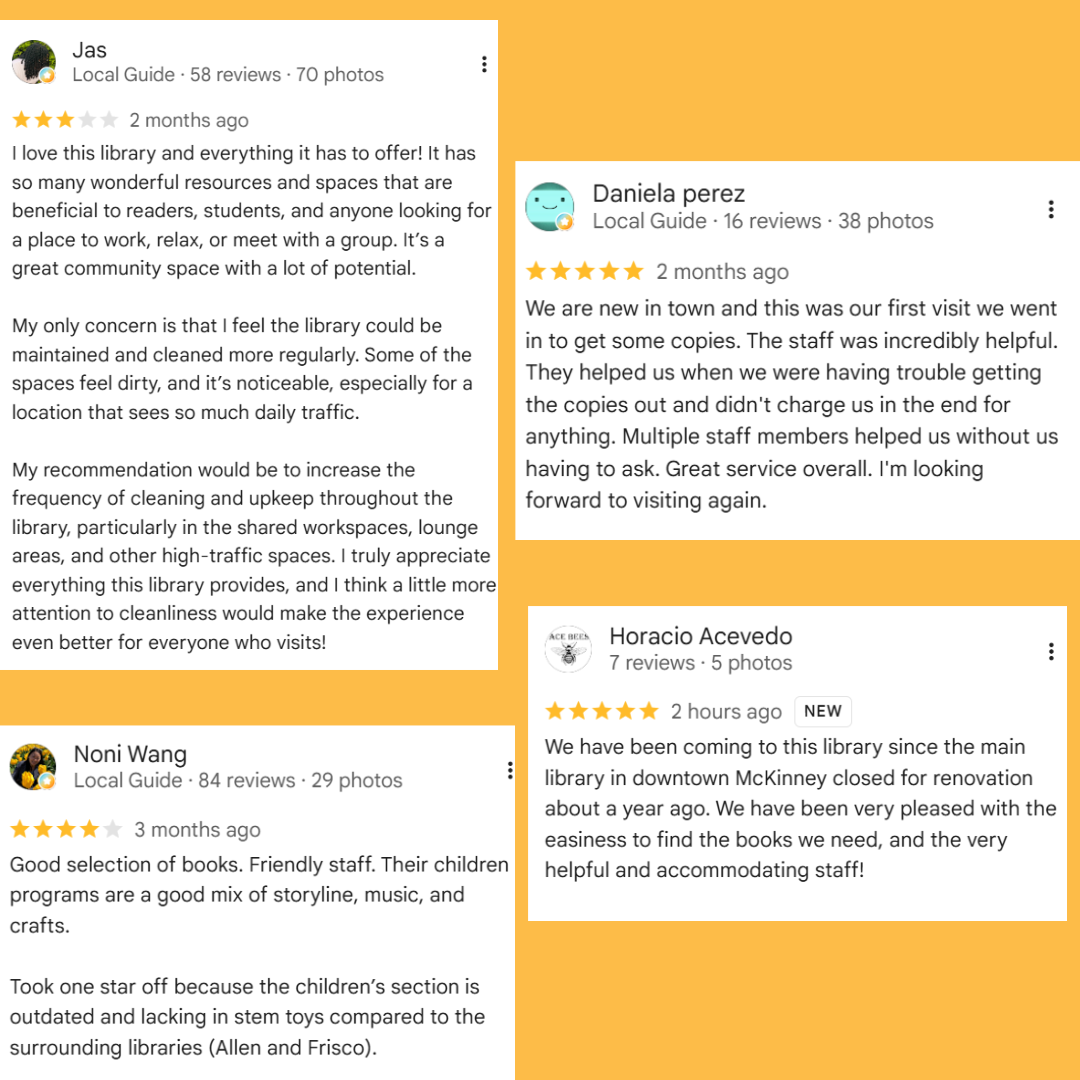 Jas
Local Guide · 58 reviews · 70 photos
2 months ago
I love this library and everything it has to offer! It has
so many wonderful resources and spaces that are
beneficial to readers, students, and anyone looking for
a place to work, relax, or meet with a group. It’s a
great community space with a lot of potential.
My only concern is that I feel the library could be
maintained and cleaned more regularly. Some of the
spaces feel dirty, and it’s noticeable, especially for a
location that sees so much daily traffic.
My recommendation would be to increase the
frequency of cleaning and upkeep throughout the
library, particularly in the shared workspaces, lounge
areas, and other high-traffic spaces. I truly appreciate
everything this library provides, and I think a little more
attention to cleanliness would make the experience
even better for everyone who visits!
Daniela perez
Local Guide · 16 reviews · 38 photos
2 months ago
We are new in town and this was our first visit we went
in to get some copies. The staff was incredibly helpful.
They helped us when we were having trouble getting
the copies out and didn't charge us in the end for
anything. Multiple staff members helped us without us
having to ask. Great service overall. I'm looking
forward to visiting again.
ACE BEES
Horacio Acevedo
7 reviews · 5 photos
2 hours ago NEW
We have been coming to this library since the main
library in downtown McKinney closed for renovation
about a year ago. We have been very pleased with the
easiness to find the books we need, and the very
helpful and accommodating staff!
Noni Wang
Local Guide · 84 reviews · 29 photos
3 months ago
Good selection of books. Friendly staff. Their children
programs are a good mix of storyline, music, and
crafts.
Took one star off because the children’s section is
outdated and lacking in stem toys compared to the
surrounding libraries (Allen and Frisco).